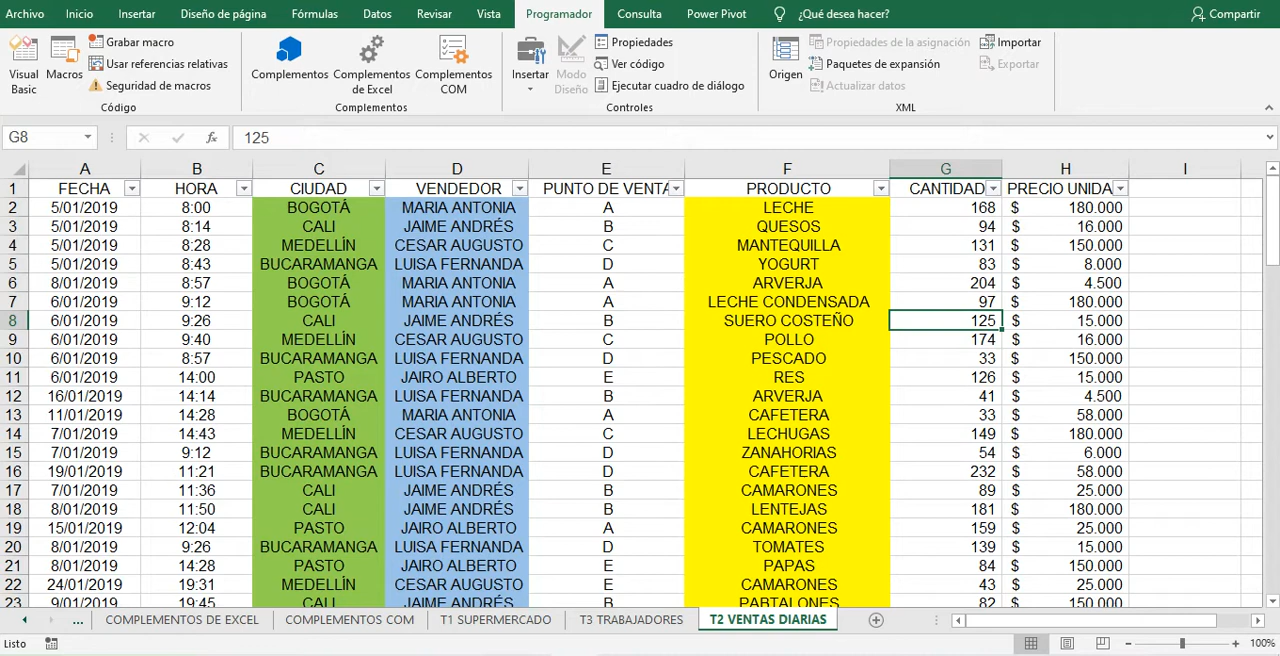 Archivo Inicio Insertar Diseño de página Fórmulas Datos Revisar Vista Programador Consulta Power Pivot ¿Qué desea hacer? Compartir
Visual Basic
Macros
Grabar macro
Usar referencias relativas
Seguridad de macros
Código
Complementos
Complementos de Excel
Complementos COM
Complementos
Insertar
Modo Diseño
Propiedades
Ver código
Ejecutar cuadro de diálogo
Controles
Origen
Propiedades de la asignación
Paquetes de expansión
Actualizar datos
Importar
Exportar
XML
G8 fx 125
A B C D E F G H I
1 FECHA HORA CIUDAD VENDEDOR PUNTO DE VENTA PRODUCTO CANTIDAD PRECIO UNIDA
2 5/01/2019 8:00 BOGOTÁ MARIA ANTONIA A LECHE 168 $ 180.000
3 5/01/2019 8:14 CALI JAIME ANDRÉS B QUESOS 94 $ 16.000
4 5/01/2019 8:28 MEDELLÍN CESAR AUGUSTO C MANTEQUILLA 131 $ 150.000
5 5/01/2019 8:43 BUCARAMANGA LUISA FERNANDA D YOGURT 83 $ 8.000
6 8/01/2019 8:57 BOGOTÁ MARIA ANTONIA A ARVERJA 204 $ 4.500
7 6/01/2019 9:12 BOGOTÁ MARIA ANTONIA A LECHE CONDENSADA 97 $ 180.000
8 6/01/2019 9:26 CALI JAIME ANDRÉS B SUERO COSTEÑO 125 $ 15.000
9 6/01/2019 9:40 MEDELLÍN CESAR AUGUSTO C POLLO 174 $ 16.000
10 6/01/2019 8:57 BUCARAMANGA LUISA FERNANDA D PESCADO 33 $ 150.000
11 6/01/2019 14:00 PASTO JAIRO ALBERTO E RES 126 $ 15.000
12 16/01/2019 14:14 BUCARAMANGA LUISA FERNANDA B ARVERJA 41 $ 4.500
13 11/01/2019 14:28 BOGOTÁ MARIA ANTONIA A CAFETERA 33 $ 58.000
14 7/01/2019 14:43 MEDELLÍN CESAR AUGUSTO C LECHUGAS 149 $ 180.000
15 7/01/2019 9:12 BUCARAMANGA LUISA FERNANDA D ZANAHORIAS 54 $ 6.000
16 19/01/2019 11:21 BUCARAMANGA LUISA FERNANDA D CAFETERA 232 $ 58.000
17 7/01/2019 11:36 CALI JAIME ANDRÉS B CAMARONES 89 $ 25.000
18 8/01/2019 11:50 CALI JAIME ANDRÉS B LENTEJAS 181 $ 180.000
19 15/01/2019 12:04 PASTO JAIRO ALBERTO A CAMARONES 159 $ 25.000
20 8/01/2019 9:26 BUCARAMANGA LUISA FERNANDA D TOMATES 139 $ 15.000
21 8/01/2019 14:28 PASTO JAIRO ALBERTO E PAPAS 84 $ 150.000
22 24/01/2019 19:31 MEDELLÍN CESAR AUGUSTO E CAMARONES 43 $ 25.000
23 9/01/2019 19:45 CALI JAIME ANDRÉS B PABTALONES 82 $ 150.000
... COMPLEMENTOS DE EXCEL COMPLEMENTOS COM T1 SUPERMERCADO T3 TRABAJADORES T2 VENTAS DIARIAS
Listo 100%